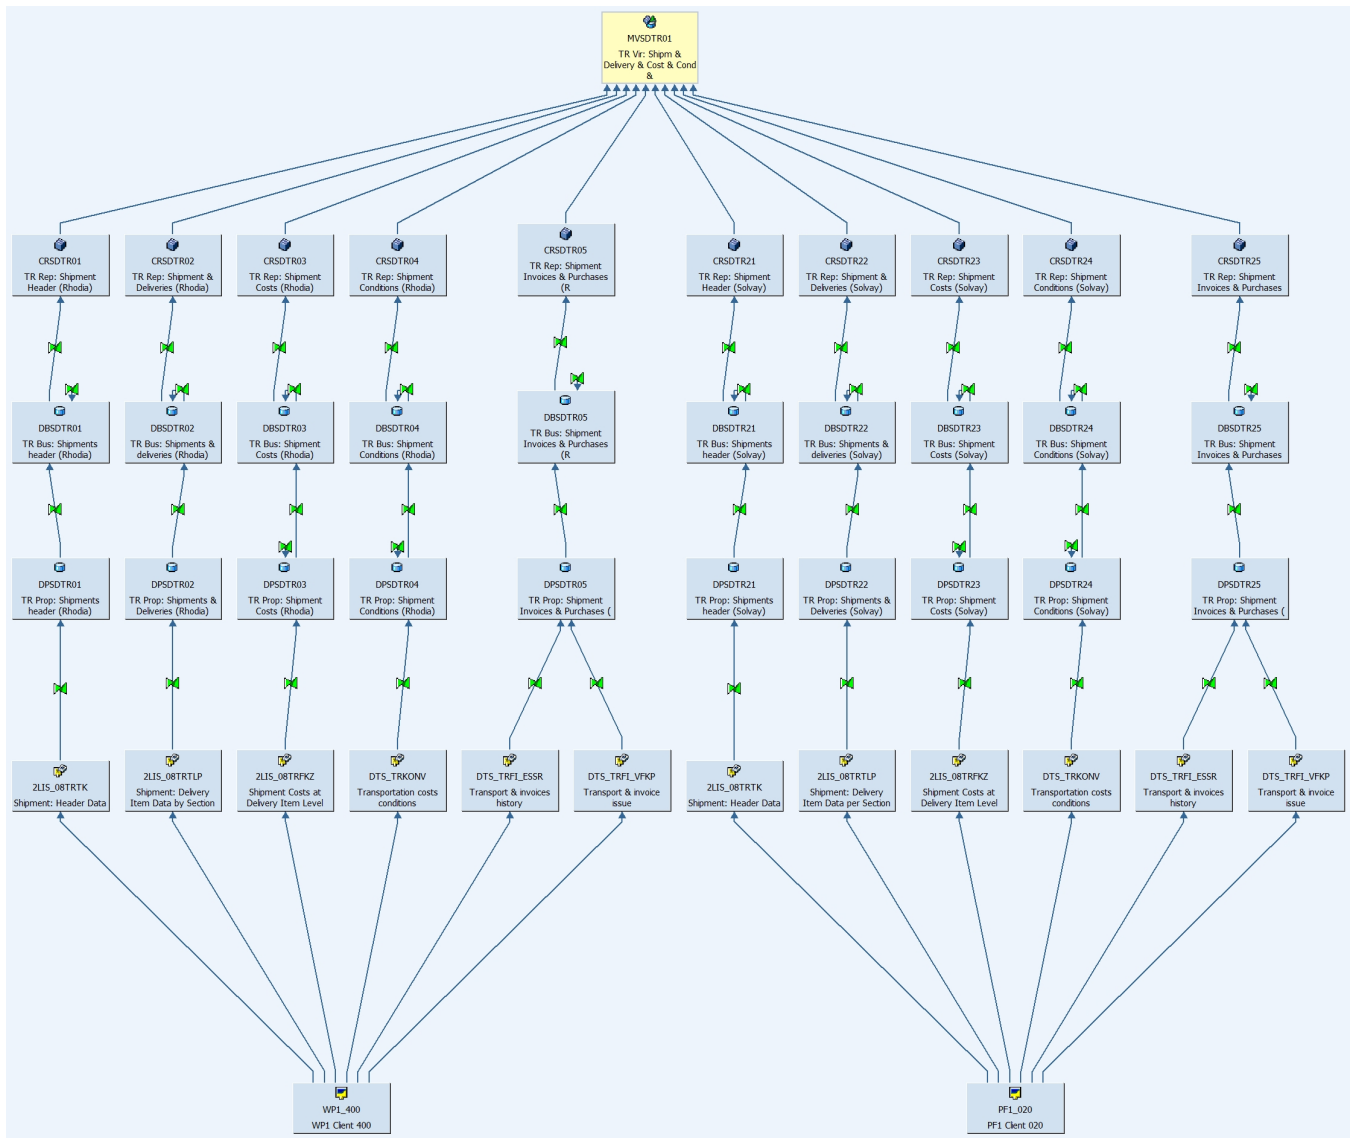 MVSDTR01
TR Vir: Shipm &
Delivery & Cost & Cond
&
CRSDTR01
TR Rep: Shipment
Header (Rhodia)
CRSDTR02
TR Rep: Shipment &
Deliveries (Rhodia)
CRSDTR03
TR Rep: Shipment
Costs (Rhodia)
CRSDTR04
TR Rep: Shipment
Conditions (Rhodia)
CRSDTR05
TR Rep: Shipment
Invoices & Purchases
(R
CRSDTR21
TR Rep: Shipment
Header (Solvay)
CRSDTR22
TR Rep: Shipment &
Deliveries (Solvay)
CRSDTR23
TR Rep: Shipment
Costs (Solvay)
CRSDTR24
TR Rep: Shipment
Conditions (Solvay)
CRSDTR25
TR Rep: Shipment
Invoices & Purchases
DBSDTR01
TR Bus: Shipments
header (Rhodia)
DBSDTR02
TR Bus: Shipments &
deliveries (Rhodia)
DBSDTR03
TR Bus: Shipment
Costs (Rhodia)
DBSDTR04
TR Bus: Shipment
Conditions (Rhodia)
DBSDTR05
TR Bus: Shipment
Invoices & Purchases
(R
DBSDTR21
TR Bus: Shipments
header (Solvay)
DBSDTR22
TR Bus: Shipments &
deliveries (Solvay)
DBSDTR23
TR Bus: Shipment
Costs (Solvay)
DBSDTR24
TR Bus: Shipment
Conditions (Solvay)
DBSDTR25
TR Bus: Shipment
Invoices & Purchases
DPSDTR01
TR Prop: Shipments
header (Rhodia)
DPSDTR02
TR Prop: Shipments &
Deliveries (Rhodia)
DPSDTR03
TR Prop: Shipment
Costs (Rhodia)
DPSDTR04
TR Prop: Shipment
Conditions (Rhodia)
DPSDTR05
TR Prop: Shipment
Invoices & Purchases (
DPSDTR21
TR Prop: Shipments
header (Solvay)
DPSDTR22
TR Prop: Shipments &
Deliveries (Solvay)
DPSDTR23
TR Prop: Shipment
Costs (Solvay)
DPSDTR24
TR Prop: Shipment
Conditions (Solvay)
DPSDTR25
TR Prop: Shipment
Invoices & Purchases (
2LIS_08TRTK
Shipment: Header Data
2LIS_08TRTLP
Shipment: Delivery
Item Data by Section
2LIS_08TRFKZ
Shipment Costs at
Delivery Item Level
DTS_TRKONV
Transportation costs
conditions
DTS_TRFI_ESSR
Transport & invoices
history
DTS_TRFI_VFKP
Transport & invoice
issue
2LIS_08TRTK
Shipment: Header Data
2LIS_08TRTLP
Shipment: Delivery
Item Data per Section
2LIS_08TRFKZ
Shipment Costs at
Delivery Item Level
DTS_TRKONV
Transportation costs
conditions
DTS_TRFI_ESSR
Transport & invoices
history
DTS_TRFI_VFKP
Transport & invoice
issue
WP1_400
WP1 Client 400
PF1_020
PF1 Client 020